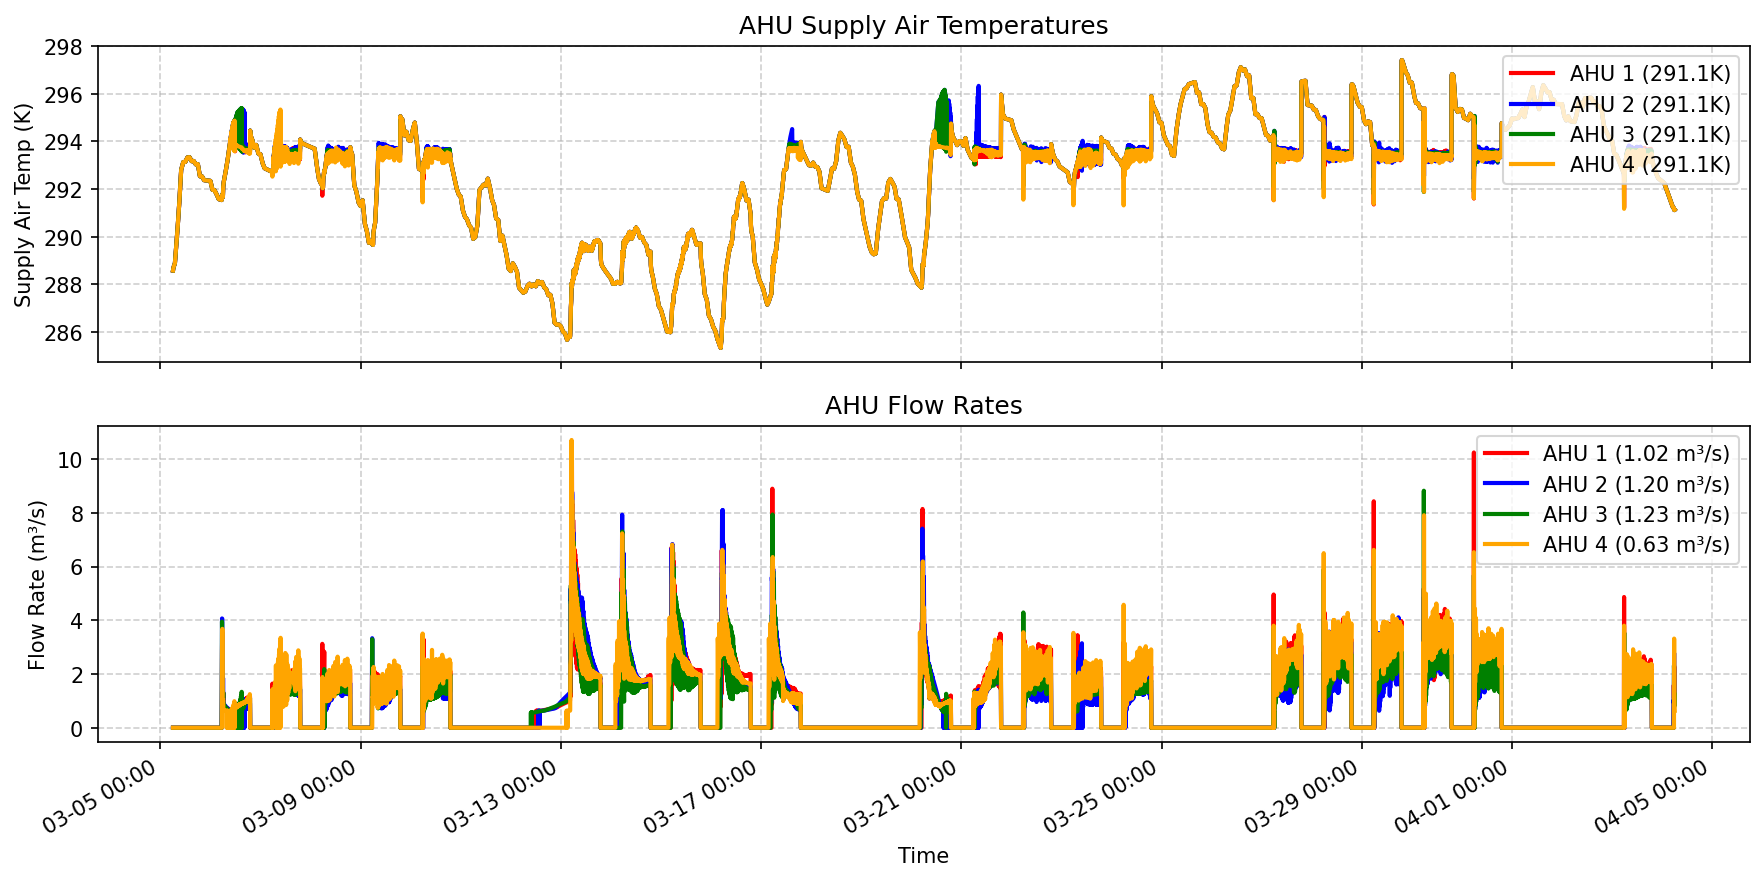 AHU Supply Air Temperatures
Supply Air Temp (K)
298
296
294
292
290
288
286
AHU 1 (291.1K)
AHU 2 (291.1K)
AHU 3 (291.1K)
AHU 4 (291.1K)
AHU Flow Rates
Flow Rate (m³/s)
10
8
6
4
2
0
AHU 1 (1.02 m³/s)
AHU 2 (1.20 m³/s)
AHU 3 (1.23 m³/s)
AHU 4 (0.63 m³/s)
03-05 00:00
03-09 00:00
03-13 00:00
03-17 00:00
03-21 00:00
03-25 00:00
03-29 00:00
04-01 00:00
04-05 00:00
Time